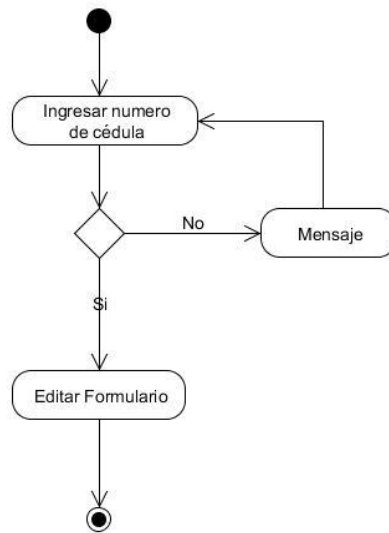 Ingresar numero
de cédula
No
Mensaje
Si
Editar Formulario